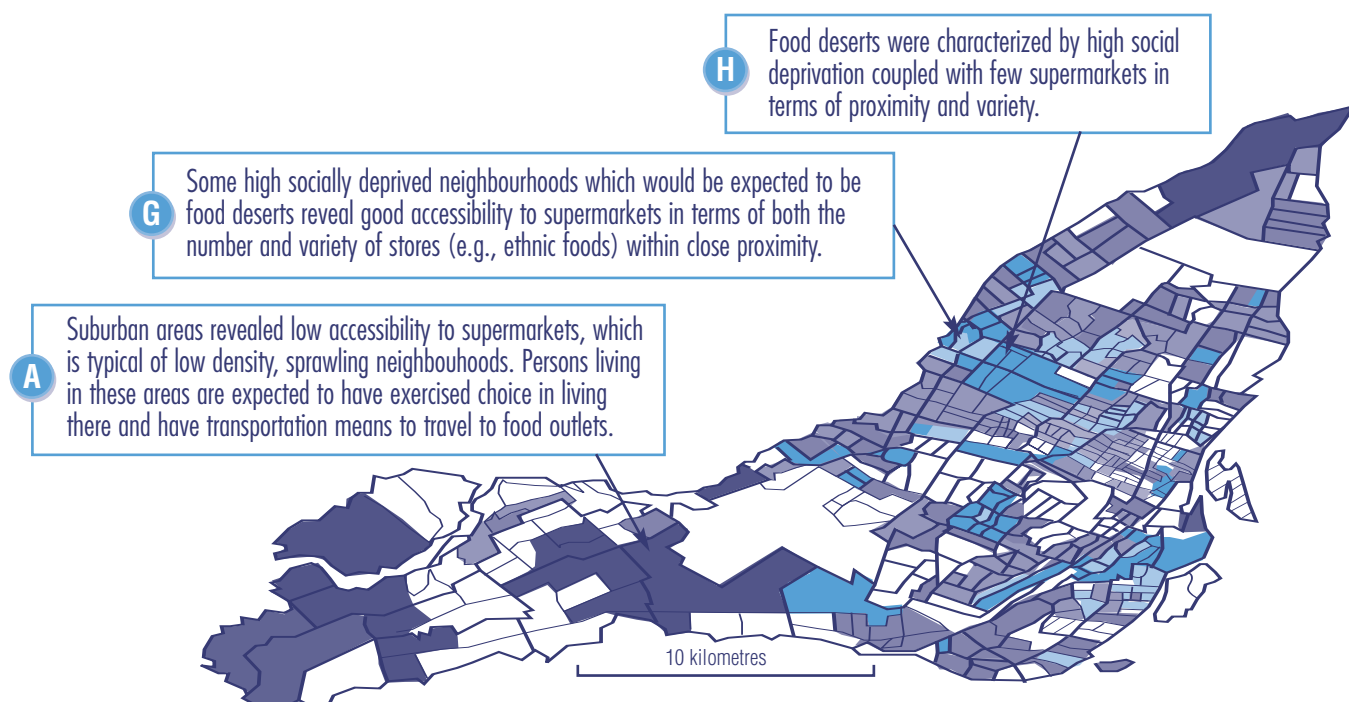 H
Food deserts were characterized by high social
deprivation coupled with few supermarkets in
terms of proximity and variety.
G
Some high socially deprived neighbourhoods which would be expected to be
food deserts reveal good accessibility to supermarkets in terms of both the
number and variety of stores (e.g., ethnic foods) within close proximity.
A
Suburban areas revealed low accessibility to supermarkets, which
is typical of low density, sprawling neighbouhoods. Persons living
in these areas are expected to have exercised choice in living
there and have transportation means to travel to food outlets.
10 kilometres